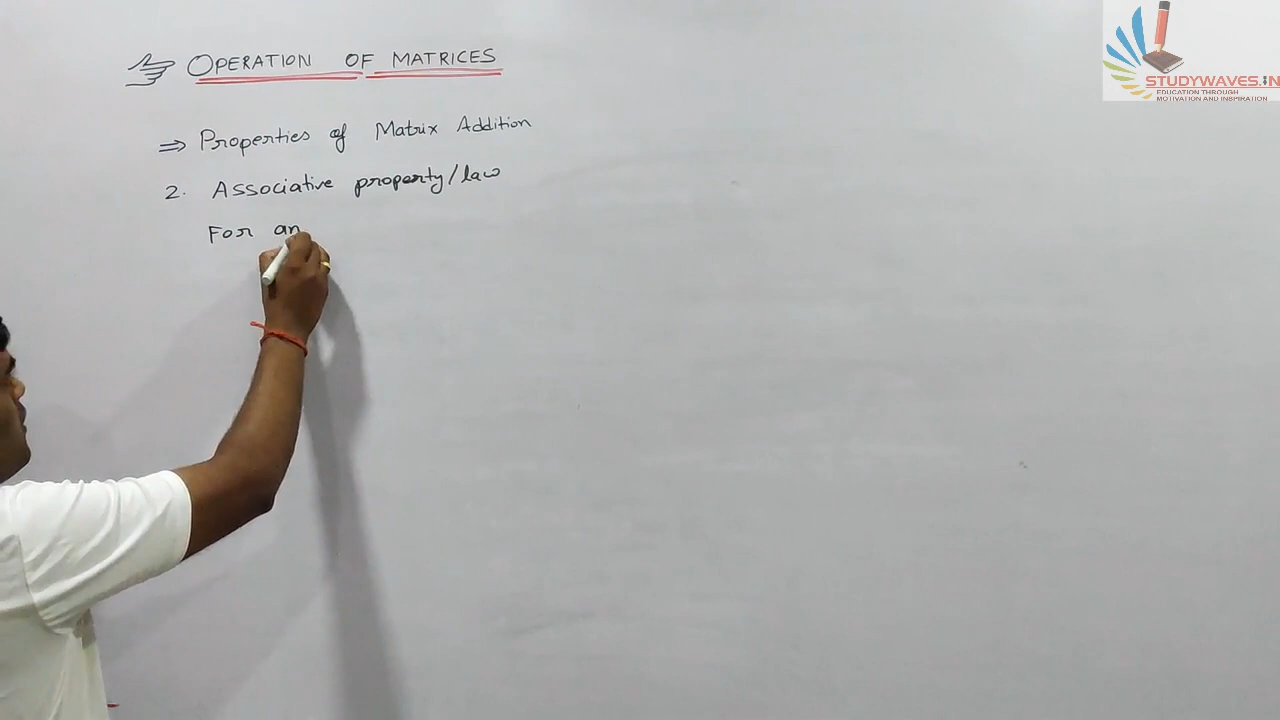 OPERATION OF MATRICES
⇒ Properties of Matrix Addition
2. Associative property/law
For an
STUDYWAVES.IN
EDUCATION THROUGH
MOTIVATION AND INSPIRATION